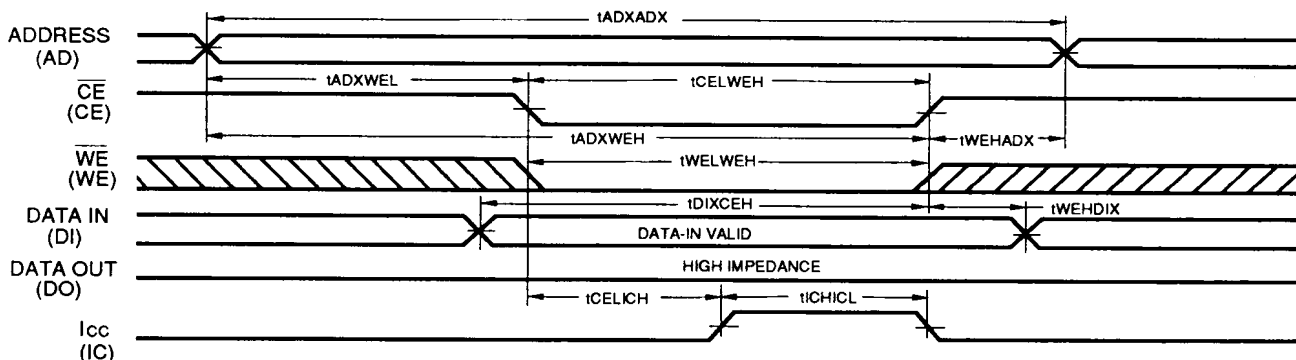 tADXADX
ADDRESS
(AD)
tADXWEL tCELWEH
CE
(CE)
tADXWEH tWEHADX
WE
(WE)
tWELWEH
tDIXCEH tWEHDIX
DATA IN
(DI)
DATA-IN VALID
DATA OUT
(DO)
HIGH IMPEDANCE
tCELICH tICHICL
Icc
(IC)